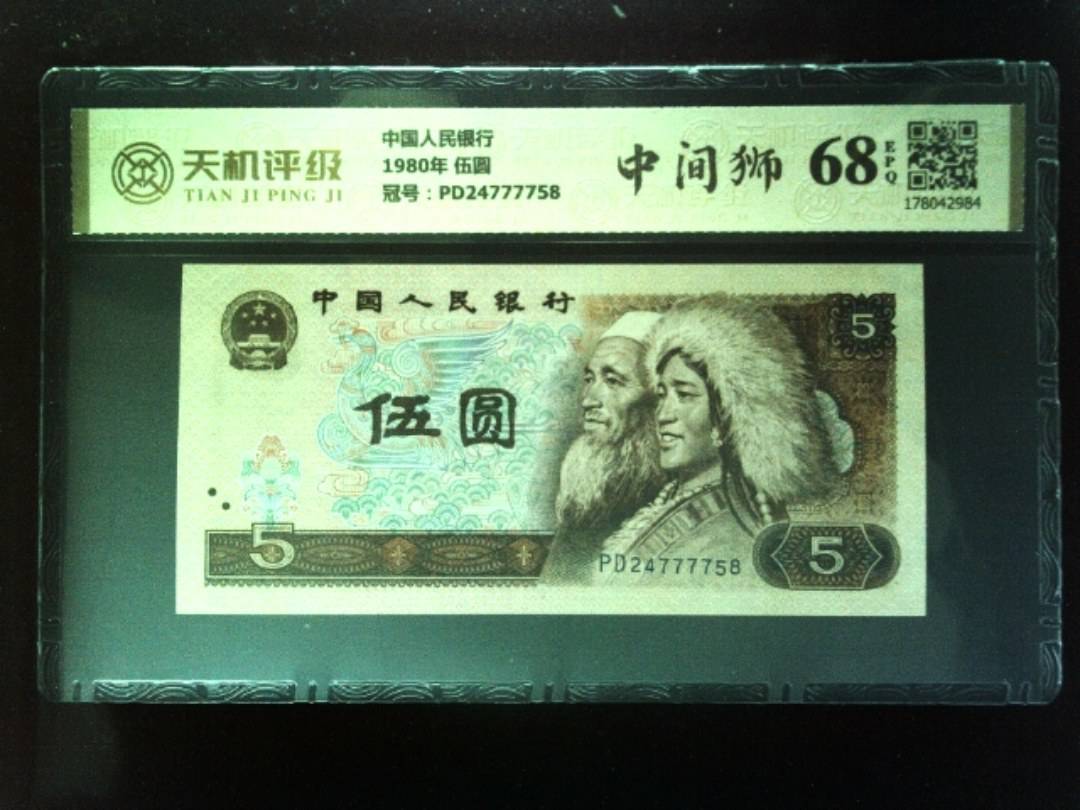 天机评级
TIAN JI PING JI
中国人民银行
1980年 伍圆
冠号：PD24777758
中间狮
68
EPQ
178042984
中国人民银行
5
伍圆
5
PD24777758
5